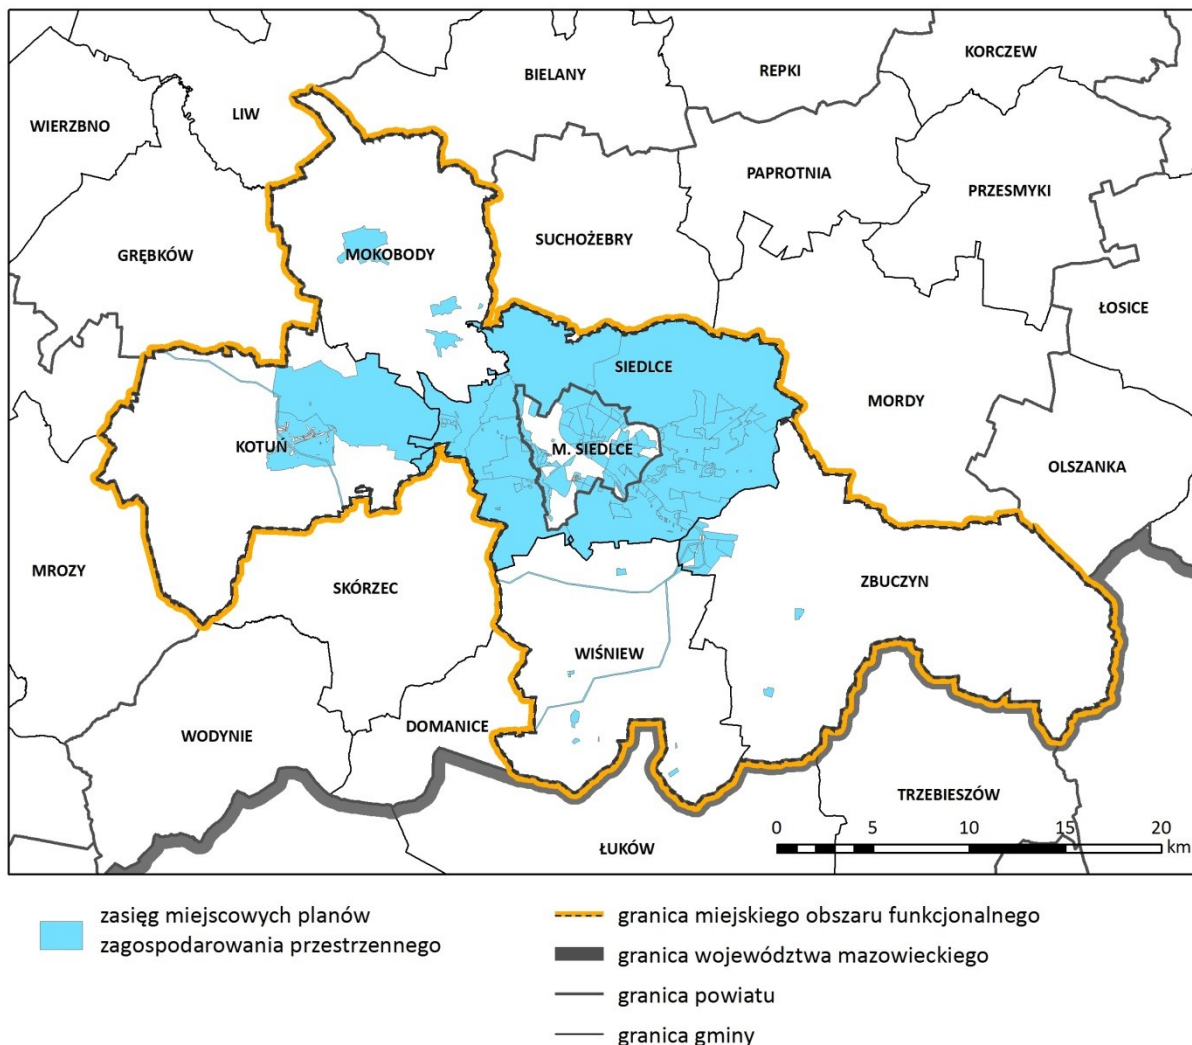 KORCZEW
BIELANY
REPKI
LIW
WIERZBNO
PAPROTNIA
PRZESMYKI
SUCHOŻEBRY
MOKOBODY
GRĘBKÓW
ŁOSICE
SIEDLCE
MORDY
KOTUŃ
M. SIEDLCE
OLSZANKA
MROZY
SKÓRZEC
ZBUCZYN
WIŚNIEW
DOMANICE
WODYNIE
TRZEBIESZÓW
ŁUKÓW
0 5 10 15 20
km
zasięg miejscowych planów
zagospodarowania przestrzennego
granica miejskiego obszaru funkcjonalnego
granica województwa mazowieckiego
granica powiatu
granica gminy